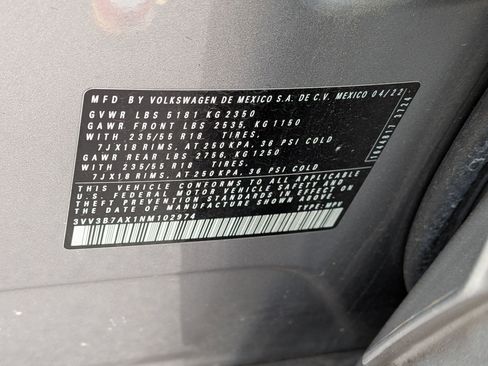 MFD BY VOLKSWAGEN DE MEXICO S.A. DE C.V. MEXICO 04/22
GVWR LBS 5181 KG 2350
GAWR FRONT LBS 2535, KG 1150
WITH 235/55 R18 TIRES,
7JX18 RIMS, AT 250 KPA, 36 PSI COLD
GAWR REAR LBS 2756, KG 1250
WITH 235/55 R18 TIRES,
7JX18 RIMS, AT 250 KPA, 36 PSI COLD
THIS VEHICLE CONFORMS TO ALL APPLICABLE
U.S. FEDERAL MOTOR VEHICLE SAFETY AND
THEFT PREVENTION STANDARDS IN EFFECT ON
THE DATE OF MANUFACTURE SHOWN ABOVE.
3VV3B7AX1NM102974
TYPE: MPV